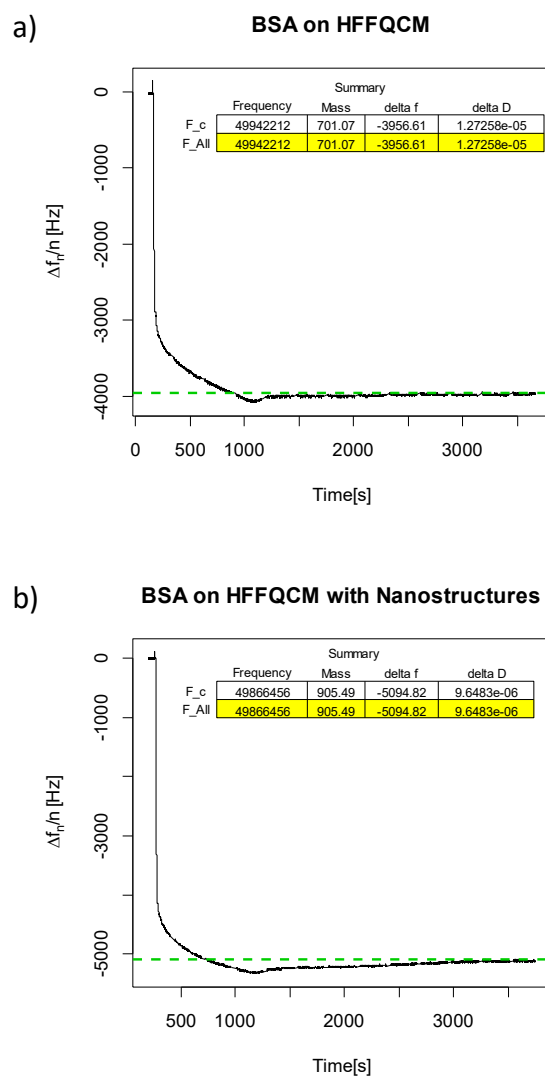 a) BSA on HFFQCM
Summary
Frequency Mass delta f delta D
F_c 49942212 701.07 -3956.61 1.27258e-05
F_All 49942212 701.07 -3956.61 1.27258e-05
0
-1000
-2000
-3000
-4000
Δfn/n [Hz]
0 500 1000 2000 3000
Time[s]
b) BSA on HFFQCM with Nanostructures
Summary
Frequency Mass delta f delta D
F_c 49866456 905.49 -5094.82 9.6483e-06
F_All 49866456 905.49 -5094.82 9.6483e-06
0
-1000
-3000
-5000
Δfn/n [Hz]
500 1000 2000 3000
Time[s]